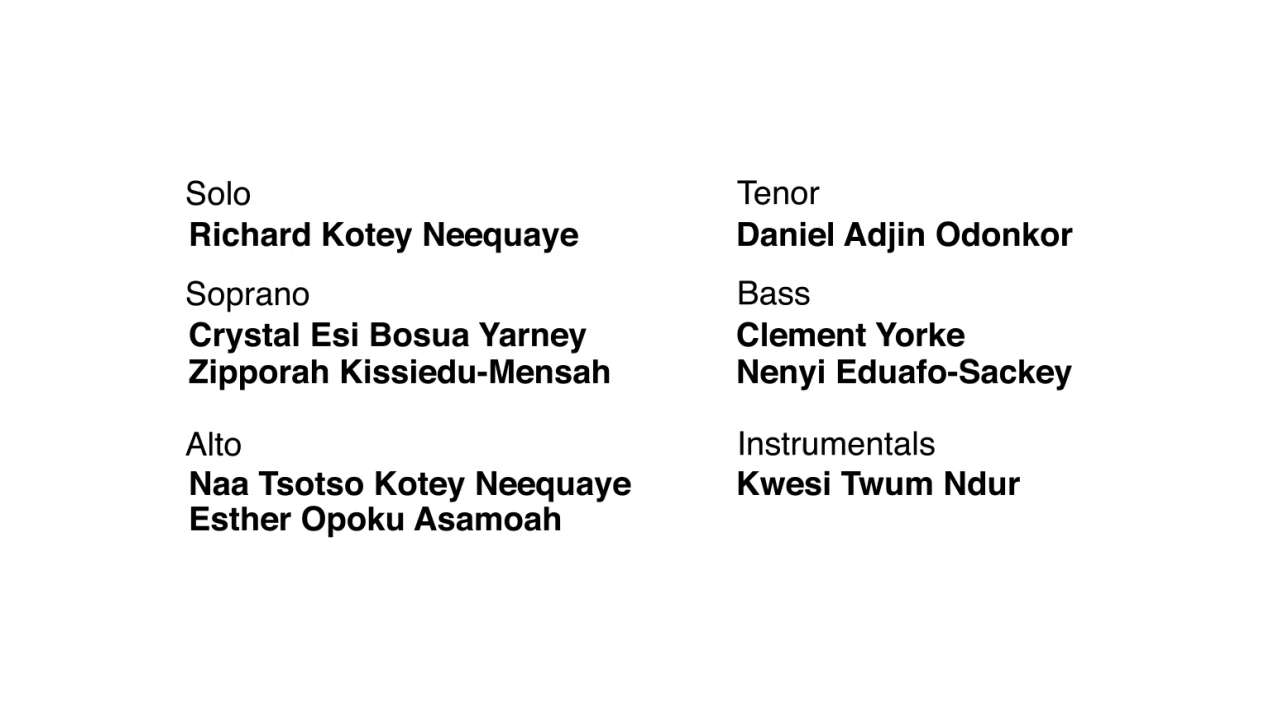 Solo
Richard Kotey Neequaye
Soprano
Crystal Esi Bosua Yarney
Zipporah Kissiedu-Mensah
Alto
Naa Tsotso Kotey Neequaye
Esther Opoku Asamoah
Tenor
Daniel Adjin Odonkor
Bass
Clement Yorke
Nenyi Eduafo-Sackey
Instrumentals
Kwesi Twum Ndur